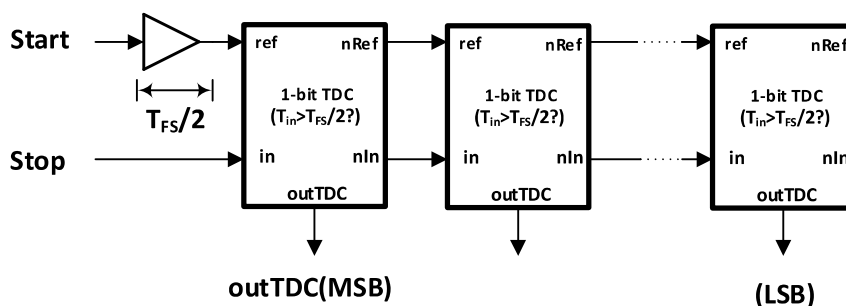 Start
T_FS/2
Stop
ref nRef
1-bit TDC
(T_in>T_FS/2?)
in nIn
outTDC
outTDC(MSB)
ref nRef
1-bit TDC
(T_in>T_FS/2?)
in nIn
outTDC
ref nRef
1-bit TDC
(T_in>T_FS/2?)
in nIn
outTDC
(LSB)